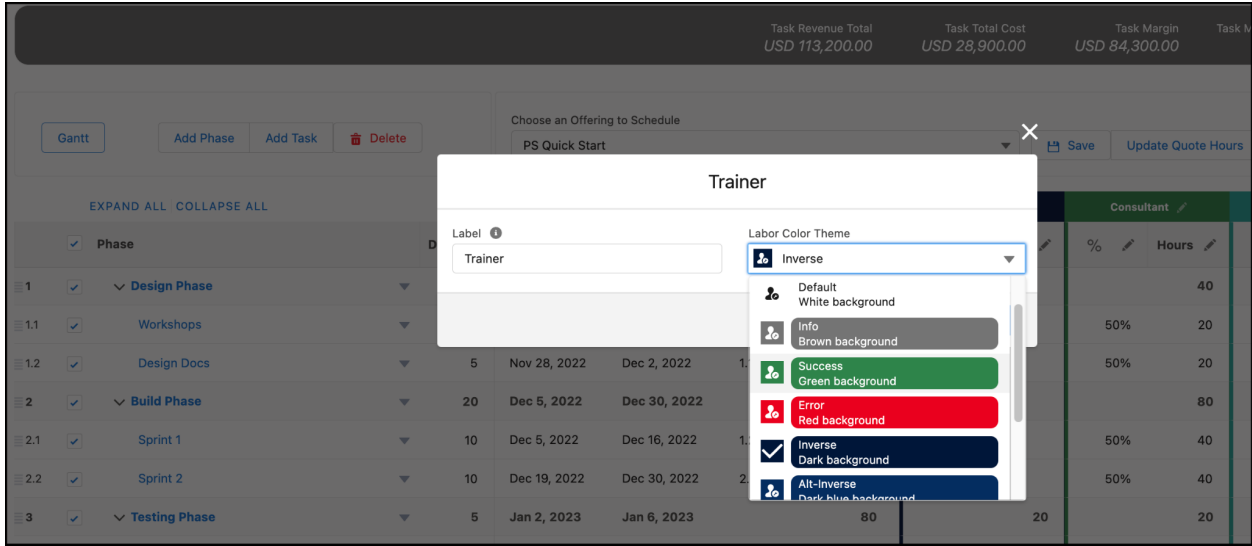 Task Revenue Total Task Total Cost Task Margin Task M
USD 113,200.00 USD 28,900.00 USD 84,300.00
Choose an Offering to Schedule
Gantt Add Phase Add Task Delete PS Quick Start Save Update Quote Hours
Trainer
EXPAND ALL COLLAPSE ALL Consultant
Label Labor Color Theme
Phase D Trainer Inverse % Hours
1 Design Phase 40
Default
White background
1.1 Workshops 50% 20
Info
Brown background
1.2 Design Docs 5 Nov 28, 2022 Dec 2, 2022 1. 50% 20
Success
Green background
2 Build Phase 20 Dec 5, 2022 Dec 30, 2022 80
Error
Red background
2.1 Sprint 1 10 Dec 5, 2022 Dec 16, 2022 1. 50% 40
Inverse
Dark background
2.2 Sprint 2 10 Dec 19, 2022 Dec 30, 2022 2. 50% 40
Alt-Inverse
Dark blue background
3 Testing Phase 5 Jan 2, 2023 Jan 6, 2023 80 20 20